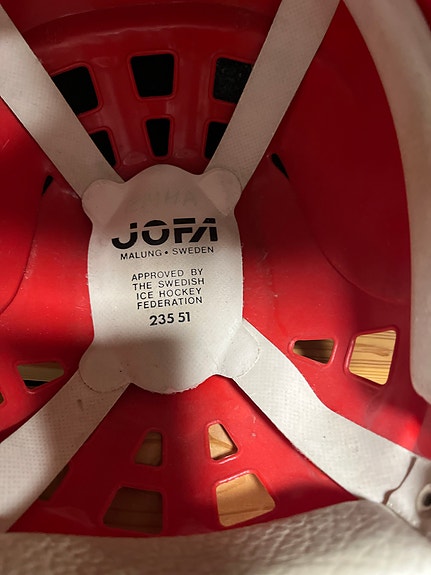 JOFA
MALUNG • SWEDEN
APPROVED BY
THE SWEDISH
ICE HOCKEY
FEDERATION
235 51